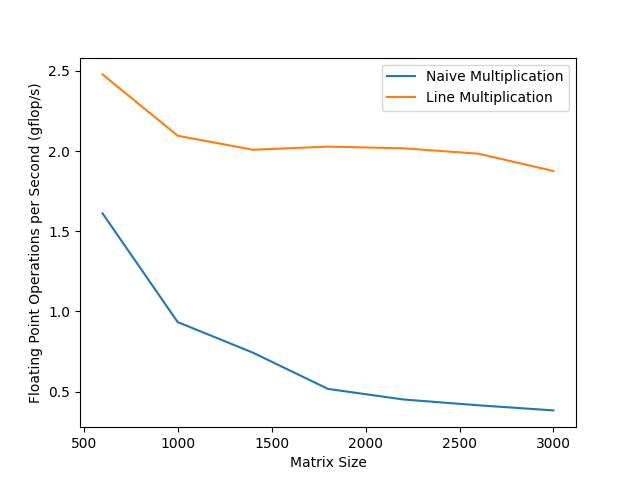 Naive Multiplication
Line Multiplication
Floating Point Operations per Second (gflop/s)
2.5
2.0
1.5
1.0
0.5
500
1000
1500
2000
2500
3000
Matrix Size